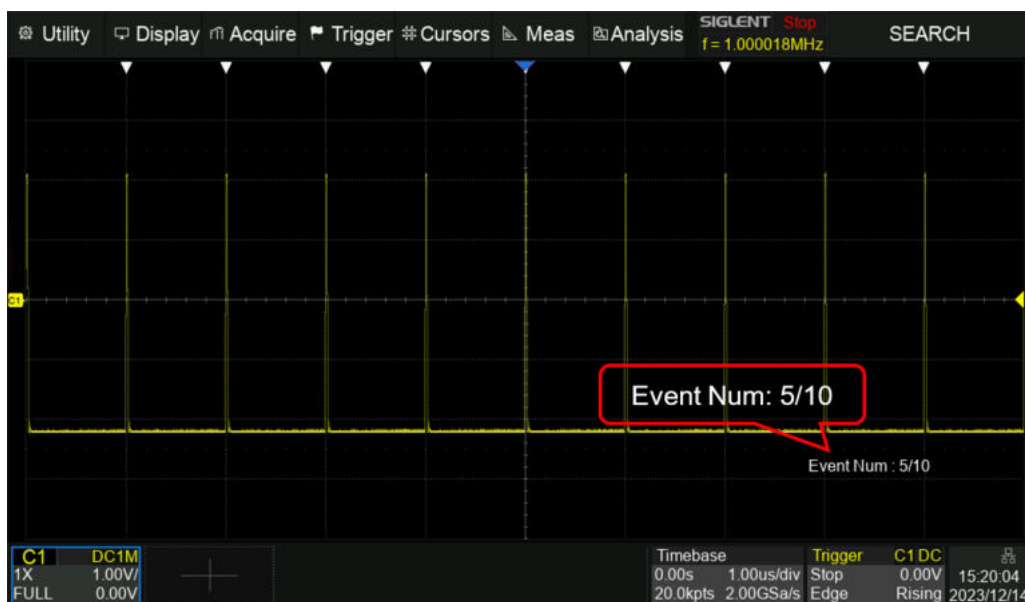 Utility Display Acquire Trigger Cursors Meas Analysis SIGLENT Stop SEARCH
f = 1.000018MHz
C1
Event Num: 5/10
Event Num : 5/10
C1 DC1M
1X 1.00V/
FULL 0.00V
Timebase
0.00s 1.00us/div
20.0kpts 2.00GSa/s
Trigger C1 DC
Stop 0.00V
Edge Rising
15:20:04
2023/12/14